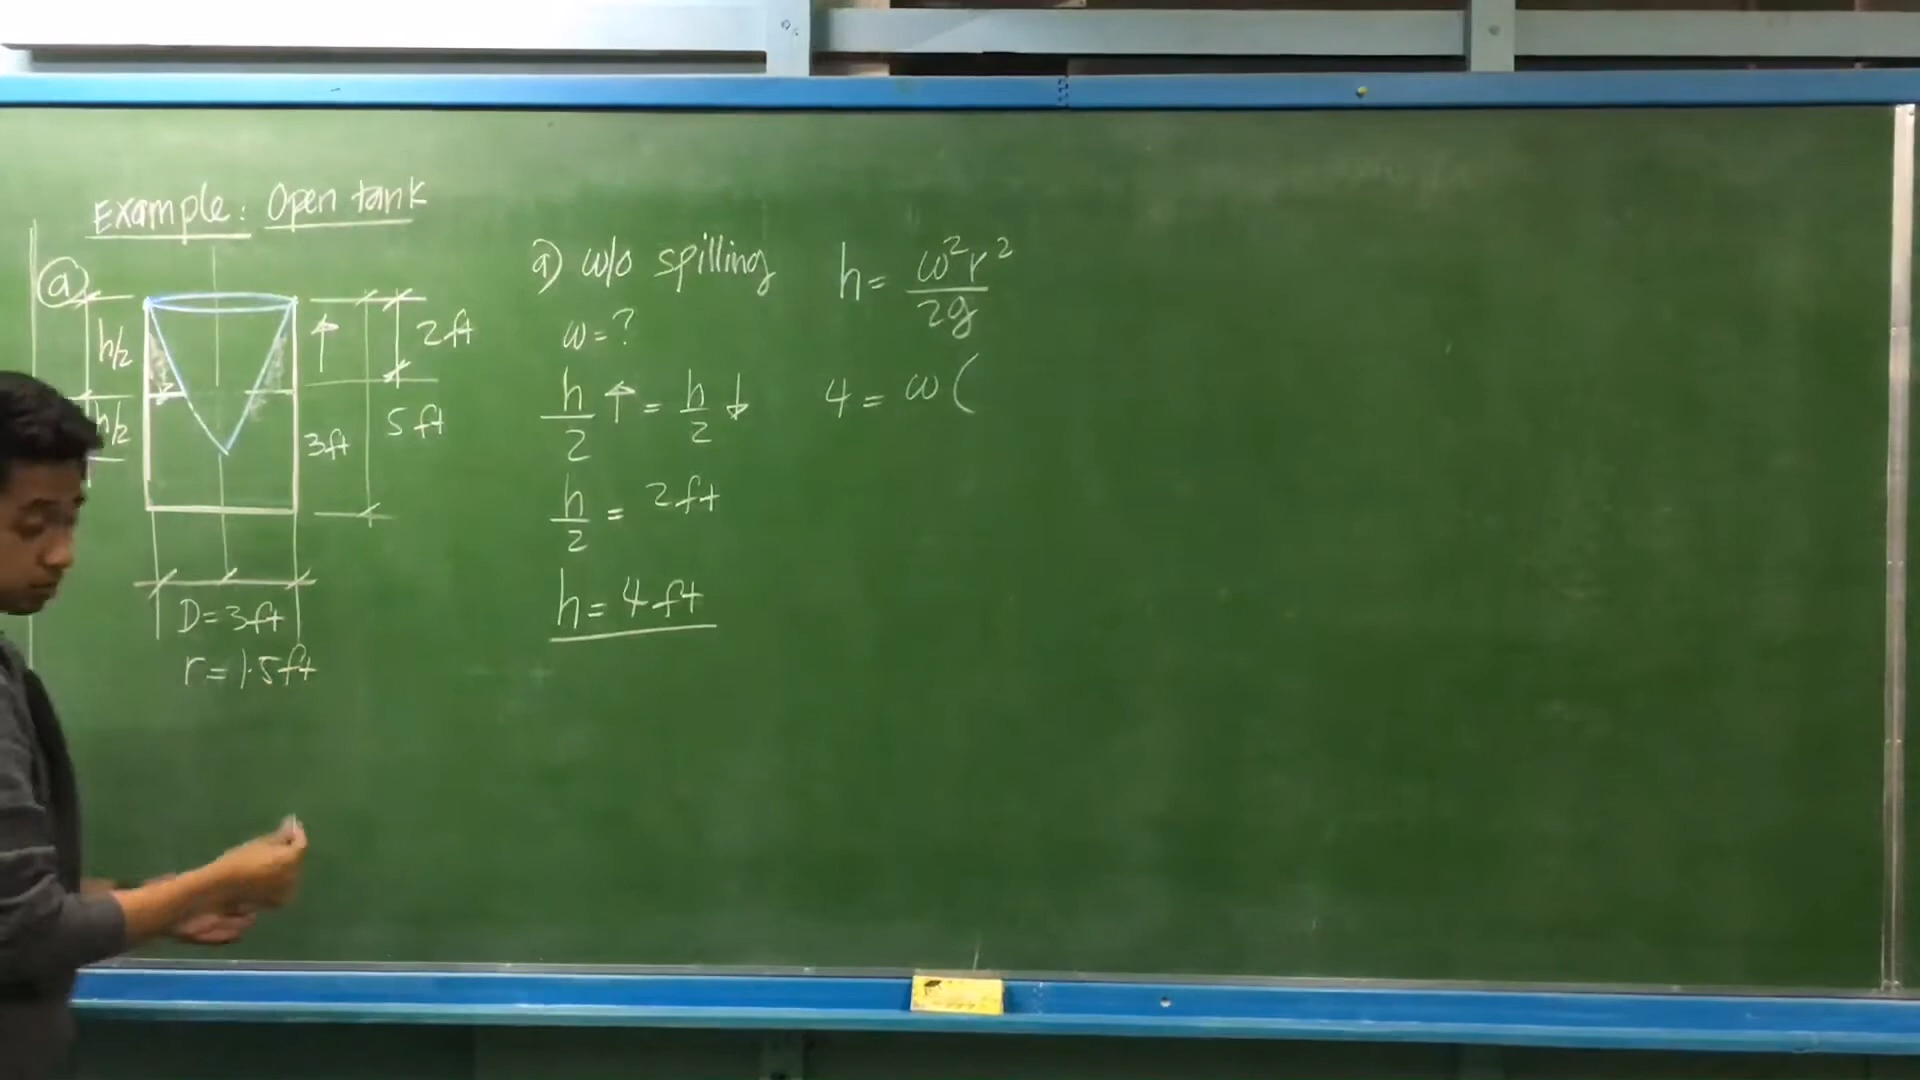 Example: Open tank
a
h/2
h/2
2ft
5ft
3ft
D=3ft
r=1.5ft
a) w/o spilling
ω=?
h/2 ↑ = h/2 ↓
h/2 = 2ft
h=4ft
h= ω²r²/2g
4 = ω (